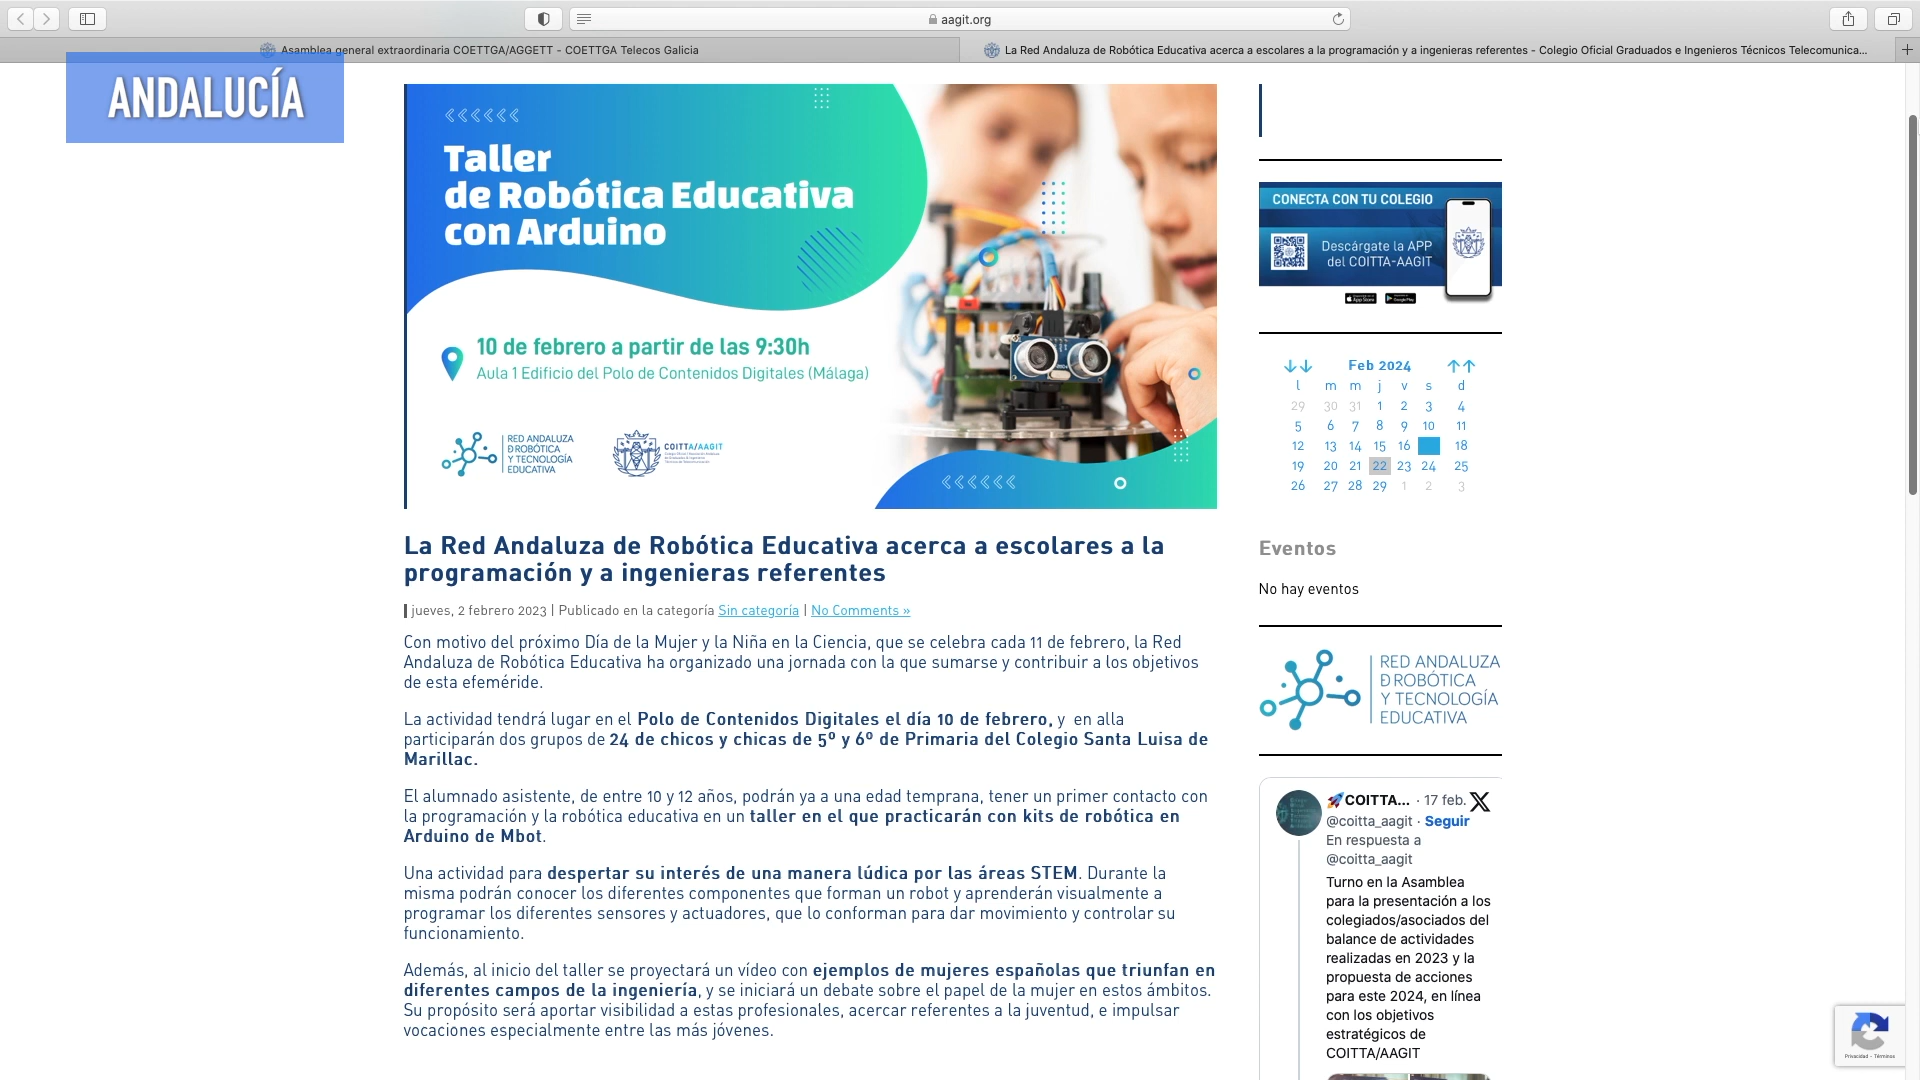 aagit.org
Asamblea general extraordinaria COETTGA/AGGETT - COETTGA Telecos Galicia
La Red Andaluza de Robótica Educativa acerca a escolares a la programación y a ingenieras referentes - Colegio Oficial Graduados e Ingenieros Técnicos Telecomunica...
ANDALUCÍA
Taller
de Robótica Educativa
con Arduino
10 de febrero a partir de las 9:30h
Aula 1 Edificio del Polo de Contenidos Digitales (Málaga)
RED ANDALUZA
D ROBÓTICA
Y TECNOLOGÍA
EDUCATIVA
COITTA/AAGIT
La Red Andaluza de Robótica Educativa acerca a escolares a la
programación y a ingenieras referentes
jueves, 2 febrero 2023 | Publicado en la categoría Sin categoría | No Comments »
Con motivo del próximo Día de la Mujer y la Niña en la Ciencia, que se celebra cada 11 de febrero, la Red
Andaluza de Robótica Educativa ha organizado una jornada con la que sumarse y contribuir a los objetivos
de esta efeméride.
La actividad tendrá lugar en el Polo de Contenidos Digitales el día 10 de febrero, y en alla
participarán dos grupos de 24 de chicos y chicas de 5º y 6º de Primaria del Colegio Santa Luisa de
Marillac.
El alumnado asistente, de entre 10 y 12 años, podrán ya a una edad temprana, tener un primer contacto con
la programación y la robótica educativa en un taller en el que practicarán con kits de robótica en
Arduino de Mbot.
Una actividad para despertar su interés de una manera lúdica por las áreas STEM. Durante la
misma podrán conocer los diferentes componentes que forman un robot y aprenderán visualmente a
programar los diferentes sensores y actuadores, que lo conforman para dar movimiento y controlar su
funcionamiento.
Además, al inicio del taller se proyectará un vídeo con ejemplos de mujeres españolas que triunfan en
diferentes campos de la ingeniería, y se iniciará un debate sobre el papel de la mujer en estos ámbitos.
Su propósito será aportar visibilidad a estas profesionales, acercar referentes a la juventud, e impulsar
vocaciones especialmente entre las más jóvenes.
CONECTA CON TU COLEGIO
Descárgate la APP
del COITTA-AAGIT
App Store Google Play
Feb 2024
l m m j v s d
29 30 31 1 2 3 4
5 6 7 8 9 10 11
12 13 14 15 16 18
19 20 21 22 23 24 25
26 27 28 29 1 2 3
Eventos
No hay eventos
RED ANDALUZA
D ROBÓTICA
Y TECNOLOGÍA
EDUCATIVA
COITTA... · 17 feb.
@coitta_aagit · Seguir
En respuesta a
@coitta_aagit
Turno en la Asamblea
para la presentación a los
colegiados/asociados del
balance de actividades
realizadas en 2023 y la
propuesta de acciones
para este 2024, en línea
con los objetivos
estratégicos de
COITTA/AAGIT
Privacidad - Términos